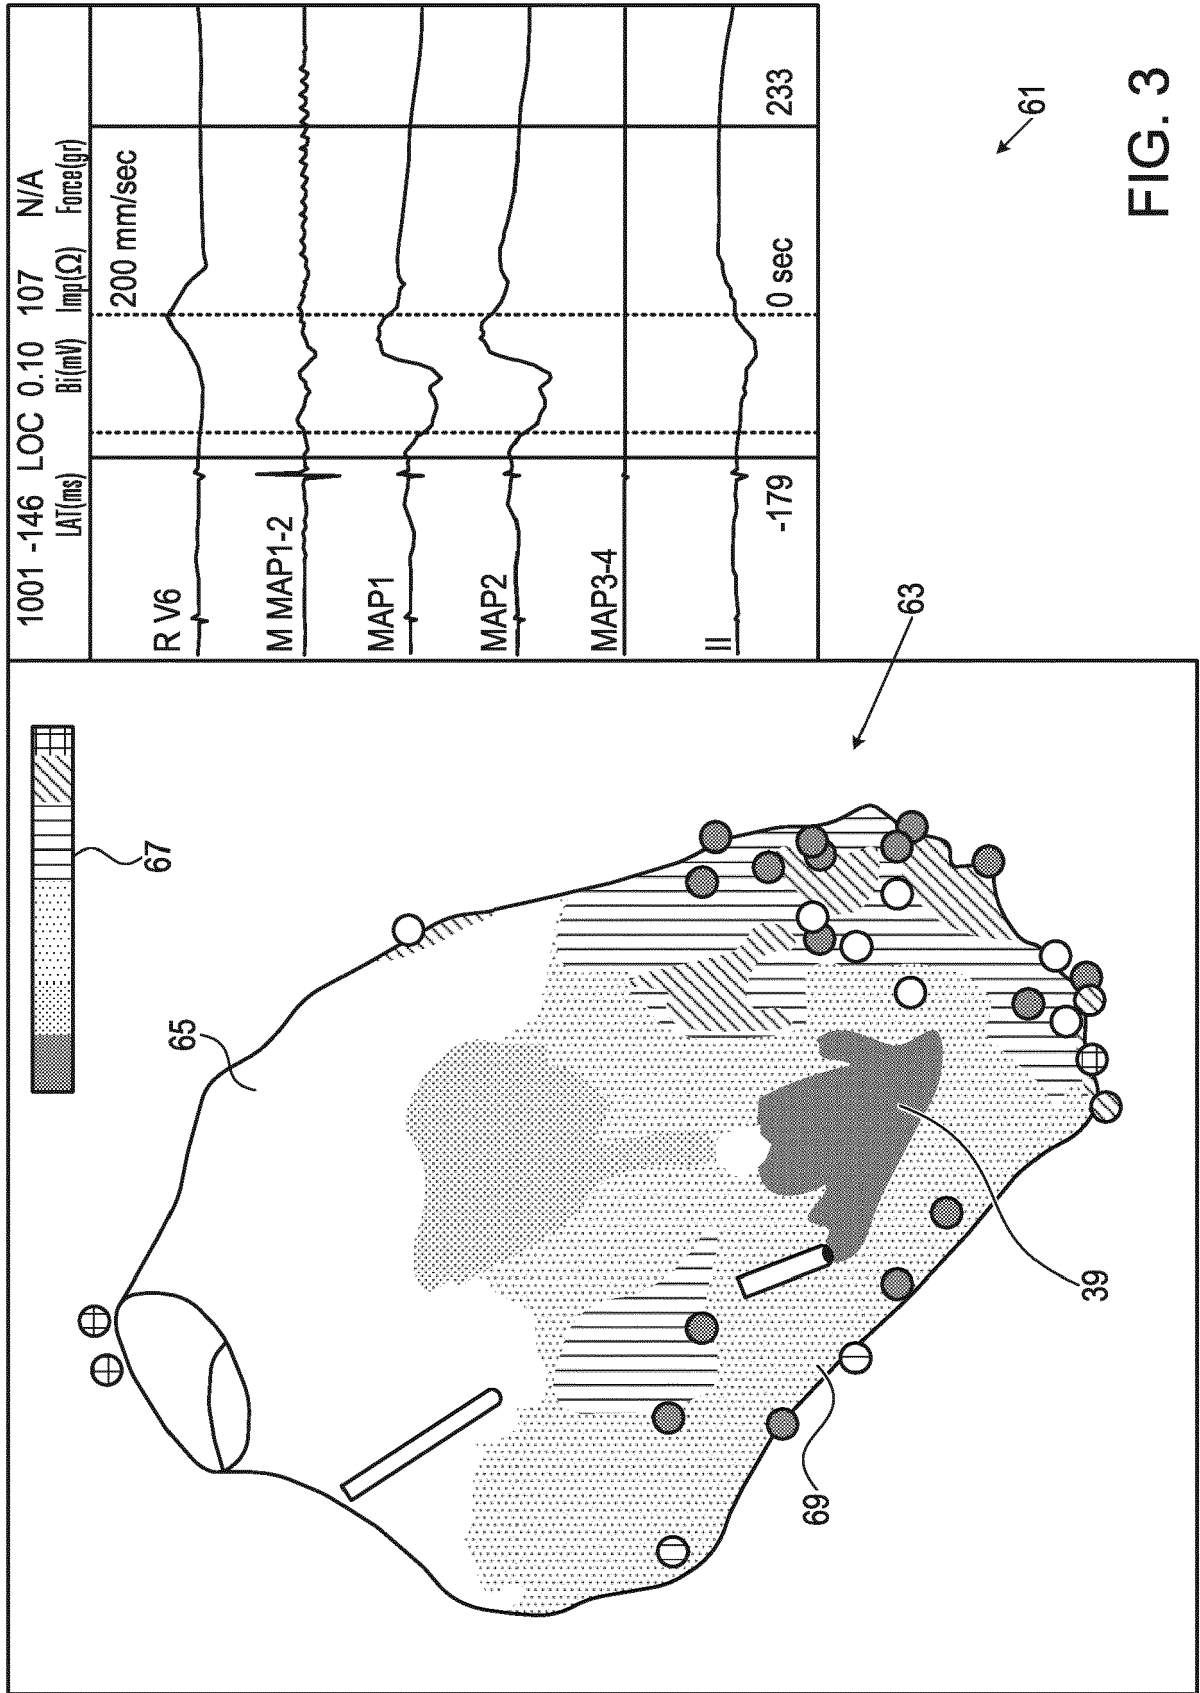 1001 -146 LOC 0.10 107 N/A
LAT(ms) Bi(mV) Imp(Ω) Force(gr)
200 mm/sec
R V6
M MAP1-2
MAP1
MAP2
MAP3-4
II
-179 0 sec 233
67
65
63
39
69
61
FIG. 3